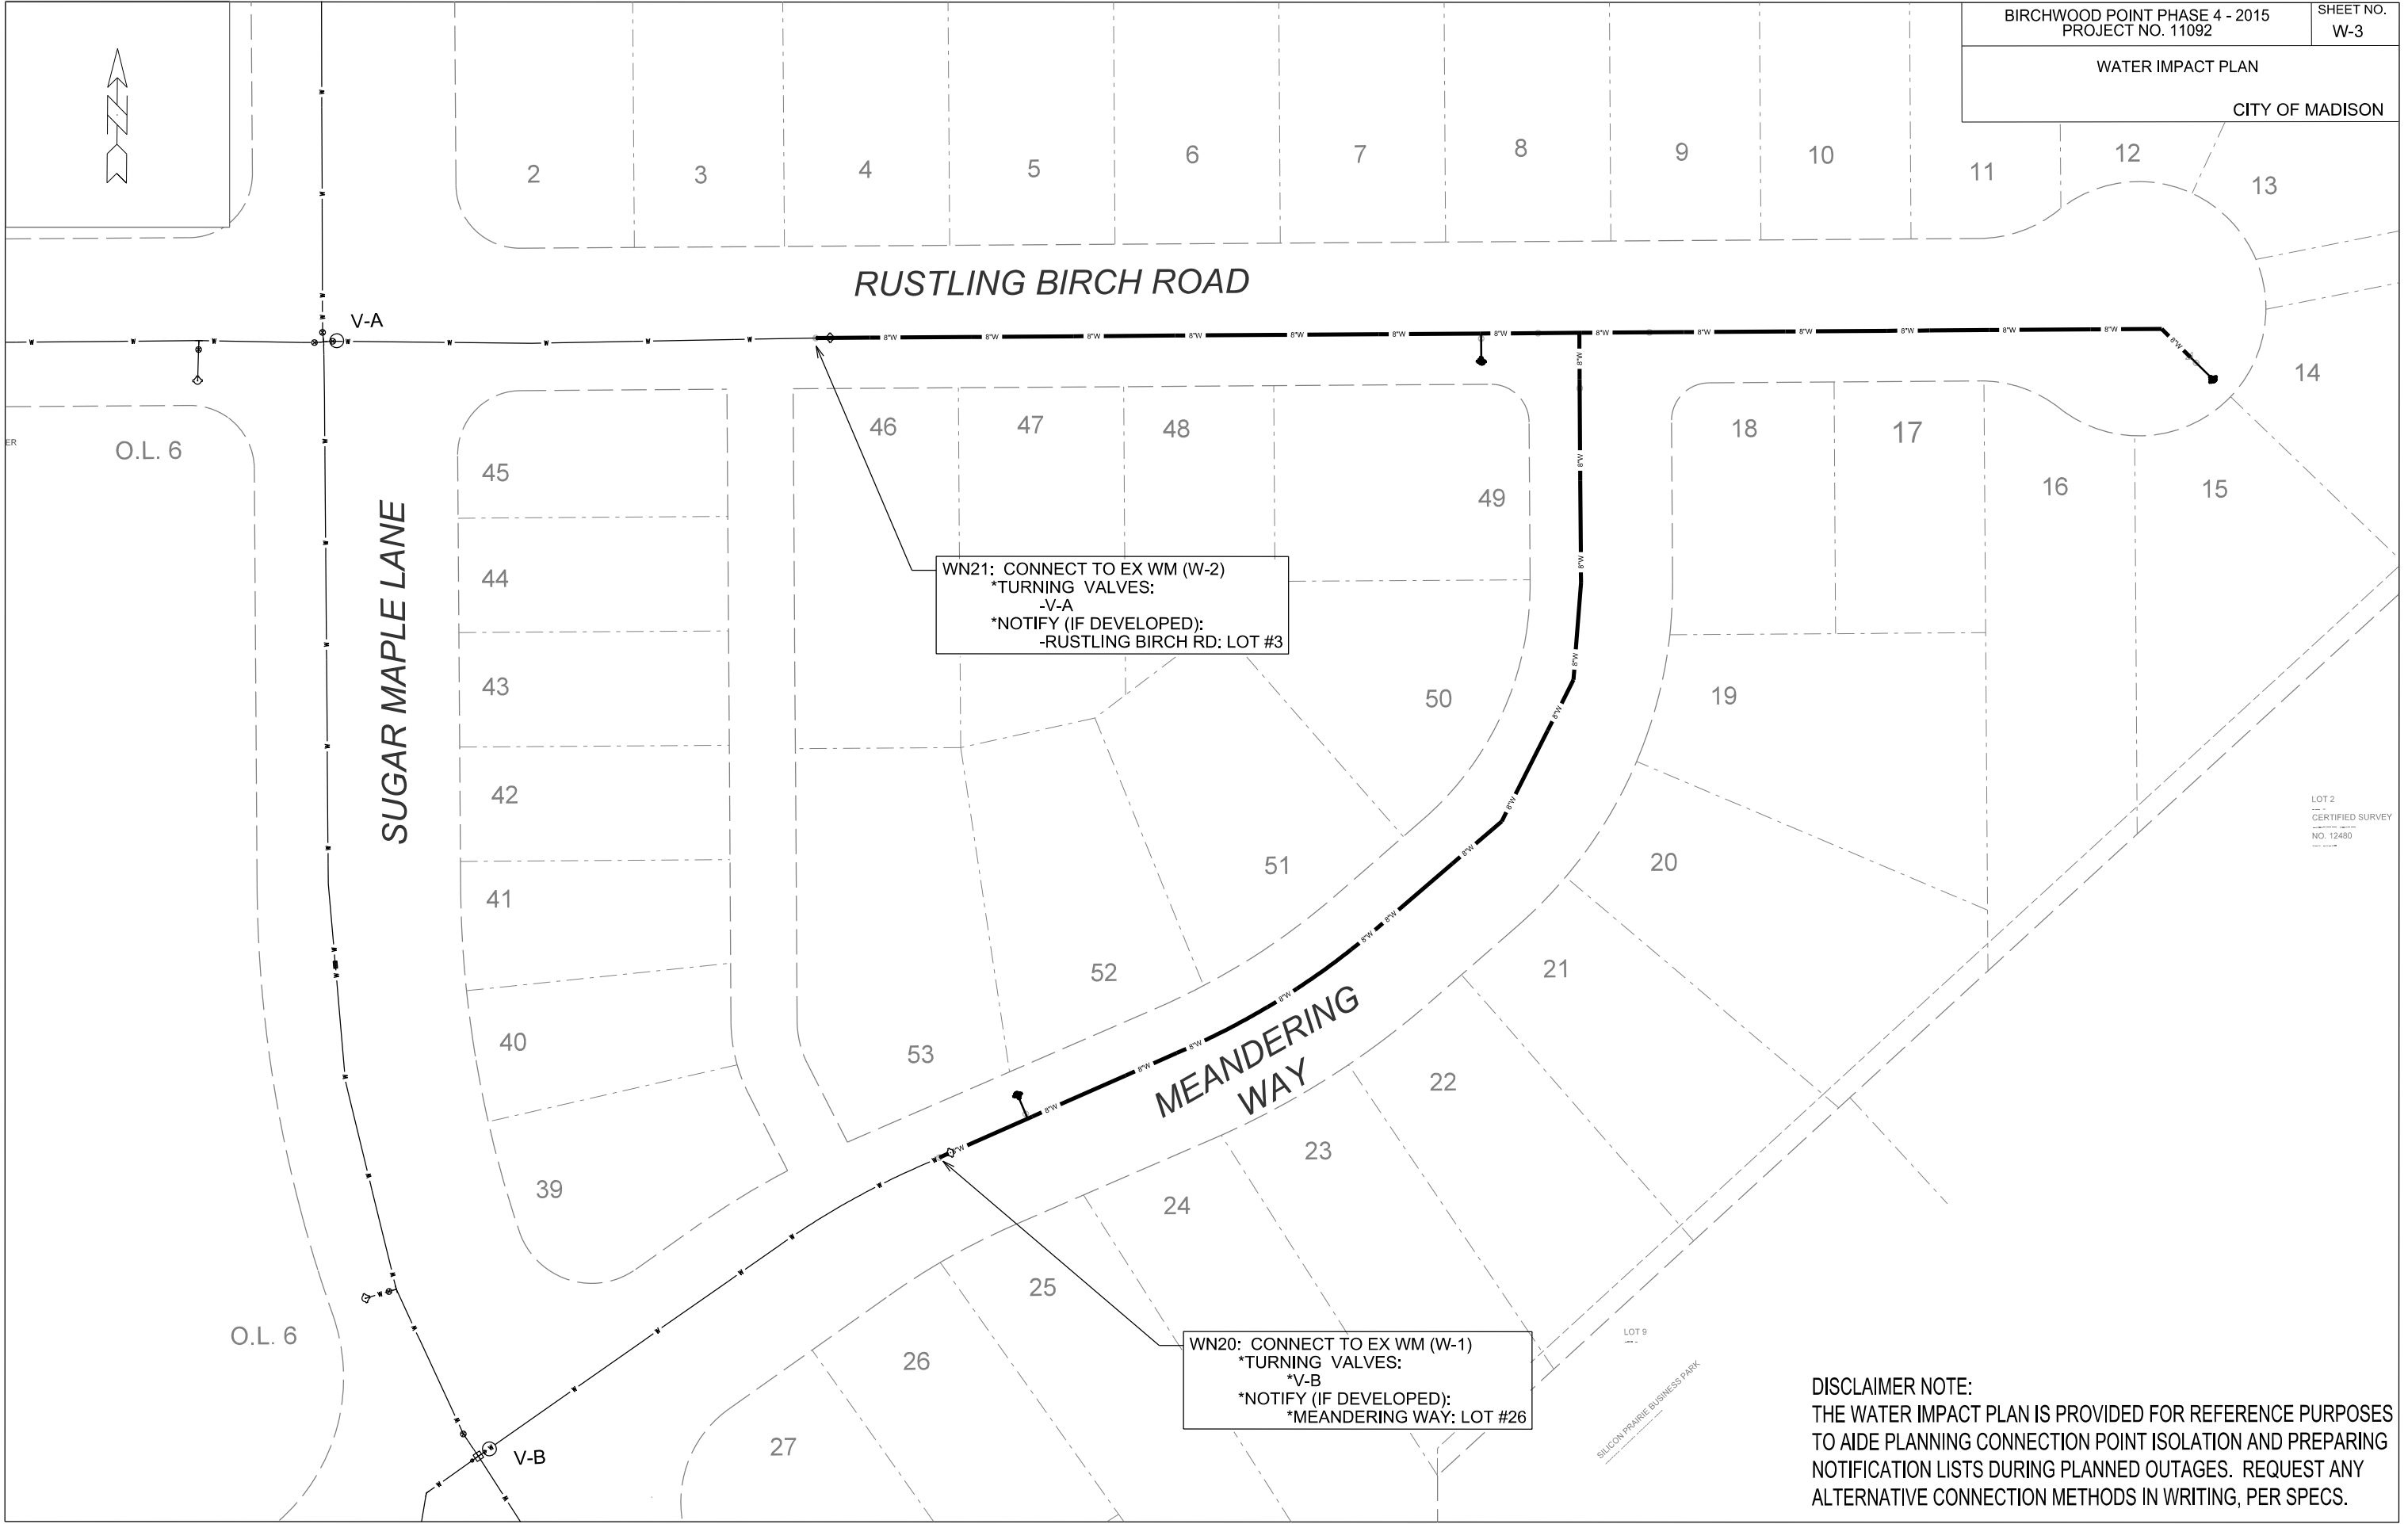 BIRCHWOOD POINT PHASE 4 - 2015
PROJECT NO. 11092
SHEET NO.
W-3
WATER IMPACT PLAN
CITY OF MADISON
N
2
3
4
5
6
7
8
9
10
11
12
13
RUSTLING BIRCH ROAD
V-A
14
ER
O.L. 6
45
46
47
48
49
18
17
16
15
SUGAR MAPLE LANE
44
WN21: CONNECT TO EX WM (W-2)
*TURNING VALVES:
-V-A
*NOTIFY (IF DEVELOPED):
-RUSTLING BIRCH RD: LOT #3
43
50
19
42
LOT 2
CERTIFIED SURVEY
NO. 12480
41
51
20
52
21
40
53
MEANDERING
WAY
22
39
23
24
25
O.L. 6
26
WN20: CONNECT TO EX WM (W-1)
*TURNING VALVES:
*V-B
*NOTIFY (IF DEVELOPED):
*MEANDERING WAY: LOT #26
LOT 9
SILICON PRAIRIE BUSINESS PARK
27
V-B
DISCLAIMER NOTE:
THE WATER IMPACT PLAN IS PROVIDED FOR REFERENCE PURPOSES
TO AIDE PLANNING CONNECTION POINT ISOLATION AND PREPARING
NOTIFICATION LISTS DURING PLANNED OUTAGES. REQUEST ANY
ALTERNATIVE CONNECTION METHODS IN WRITING, PER SPECS.